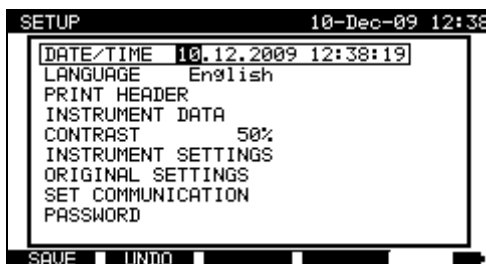 SETUP 10-Dec-09 12:38
DATE/TIME 10.12.2009 12:38:19
LANGUAGE English
PRINT HEADER
INSTRUMENT DATA
CONTRAST 50%
INSTRUMENT SETTINGS
ORIGINAL SETTINGS
SET COMMUNICATION
PASSWORD
SAVE UNDO